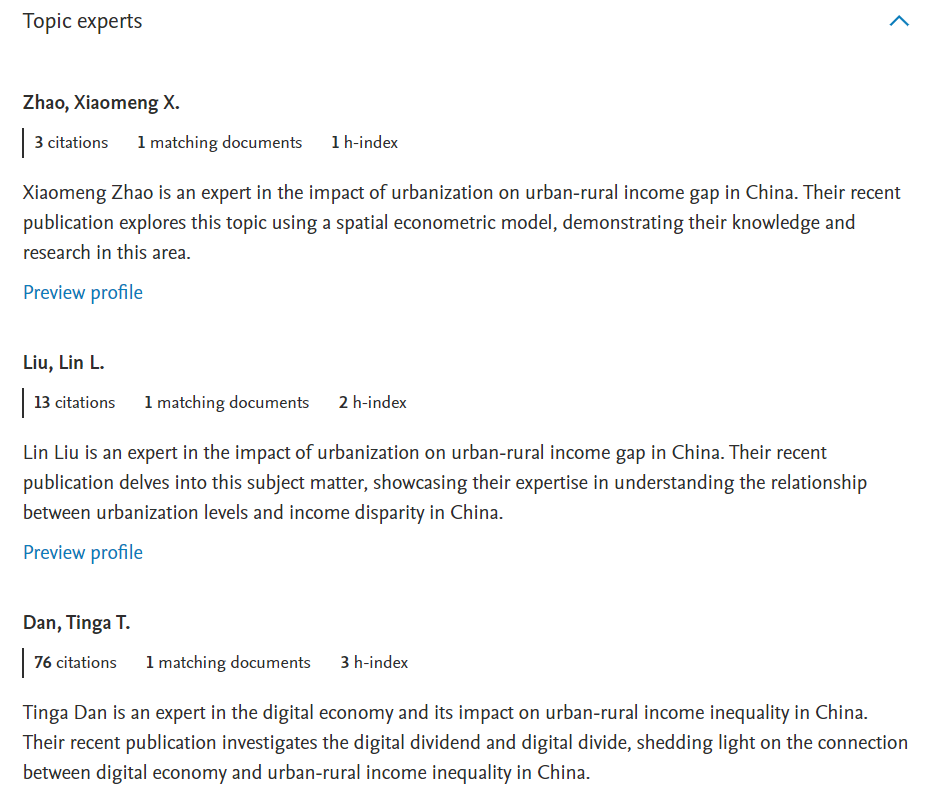 Topic experts
Zhao, Xiaomeng X.
3 citations 1 matching documents 1 h-index
Xiaomeng Zhao is an expert in the impact of urbanization on urban-rural income gap in China. Their recent
publication explores this topic using a spatial econometric model, demonstrating their knowledge and
research in this area.
Preview profile
Liu, Lin L.
13 citations 1 matching documents 2 h-index
Lin Liu is an expert in the impact of urbanization on urban-rural income gap in China. Their recent
publication delves into this subject matter, showcasing their expertise in understanding the relationship
between urbanization levels and income disparity in China.
Preview profile
Dan, Tinga T.
76 citations 1 matching documents 3 h-index
Tinga Dan is an expert in the digital economy and its impact on urban-rural income inequality in China.
Their recent publication investigates the digital dividend and digital divide, shedding light on the connection
between digital economy and urban-rural income inequality in China.